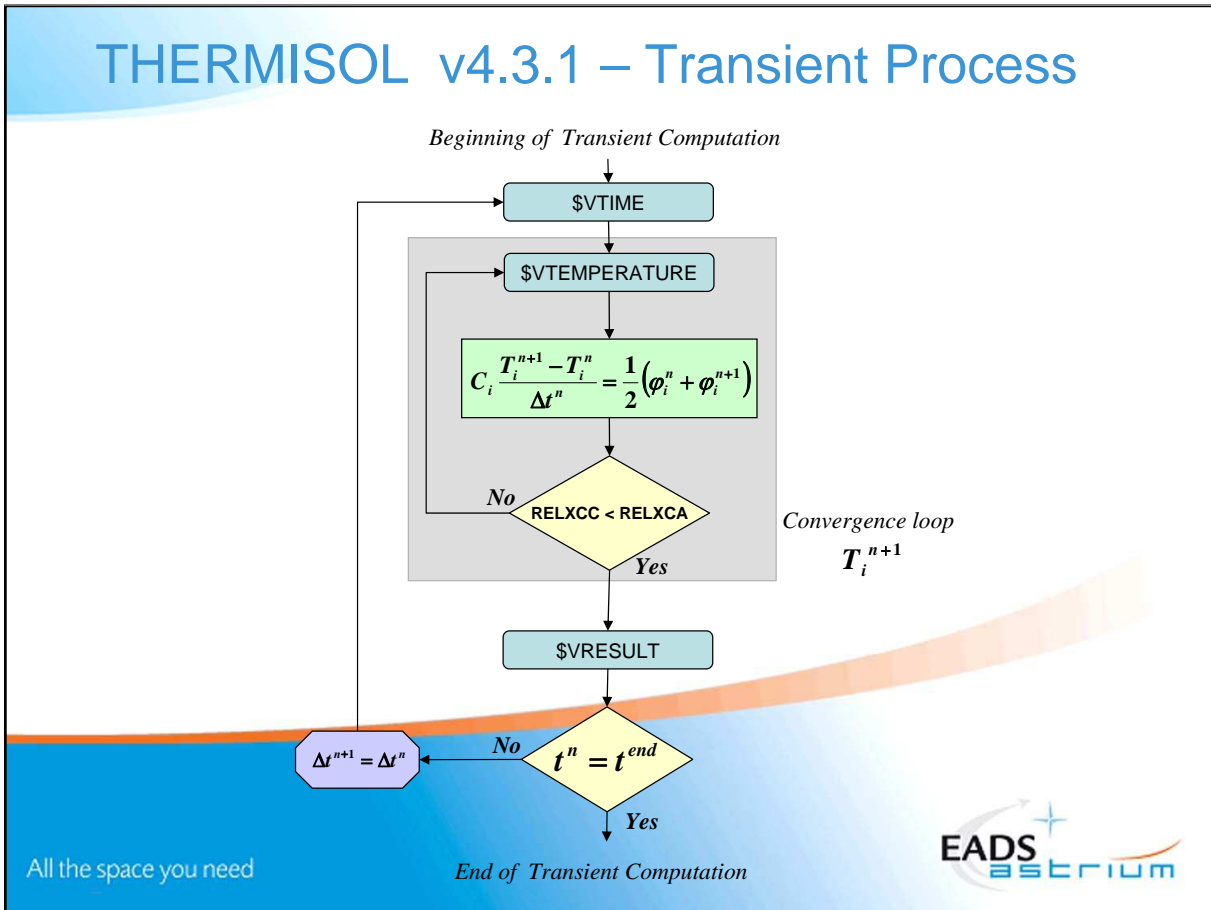 THERMISOL v4.3.1 – Transient Process
Beginning of Transient Computation
$VTIME
$VTEMPERATURE
C_i (T_i^{n+1} − T_i^n) / Δt^n = 1/2 (φ_i^n + φ_i^{n+1})
No
RELXCC < RELXCA
Yes
Convergence loop
T_i^{n+1}
$VRESULT
Δt^{n+1} = Δt^n
No
t^n = t^{end}
Yes
End of Transient Computation
All the space you need
EADS
astrium